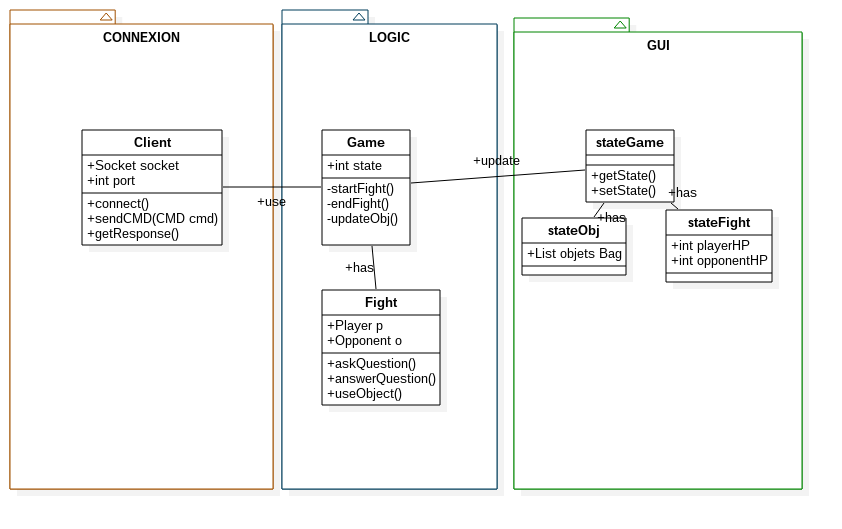 CONNEXION
Client
+Socket socket
+int port
+connect()
+sendCMD(CMD cmd)
+getResponse()
+use
LOGIC
Game
+int state
-startFight()
-endFight()
-updateObj()
+has
Fight
+Player p
+Opponent o
+askQuestion()
+answerQuestion()
+useObject()
+update
GUI
stateGame
+getState()
+setState()
+has
+has
stateObj
+List objets Bag
stateFight
+int playerHP
+int opponentHP